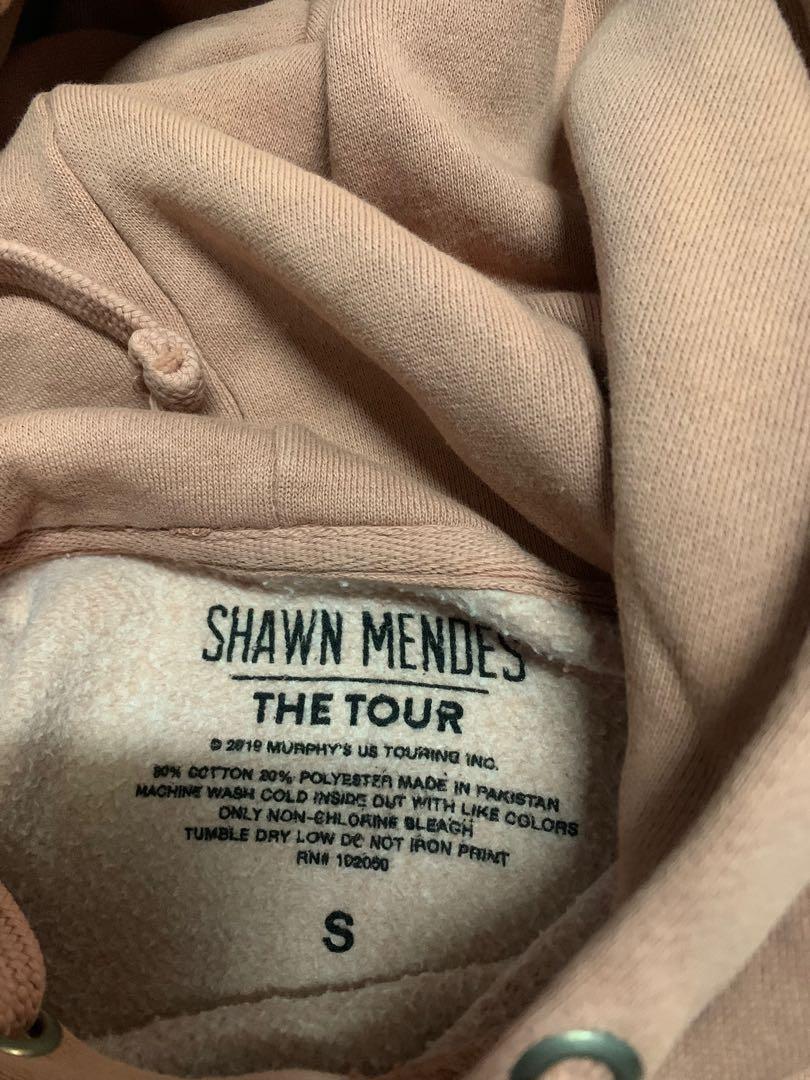 SHAWN MENDES
THE TOUR
© 2019 MURPHY'S US TOURING INC.
80% COTTON 20% POLYESTER MADE IN PAKISTAN
MACHINE WASH COLD INSIDE OUT WITH LIKE COLORS
ONLY NON-CHLORINE BLEACH
TUMBLE DRY LOW DO NOT IRON PRINT
RN# 102050
S